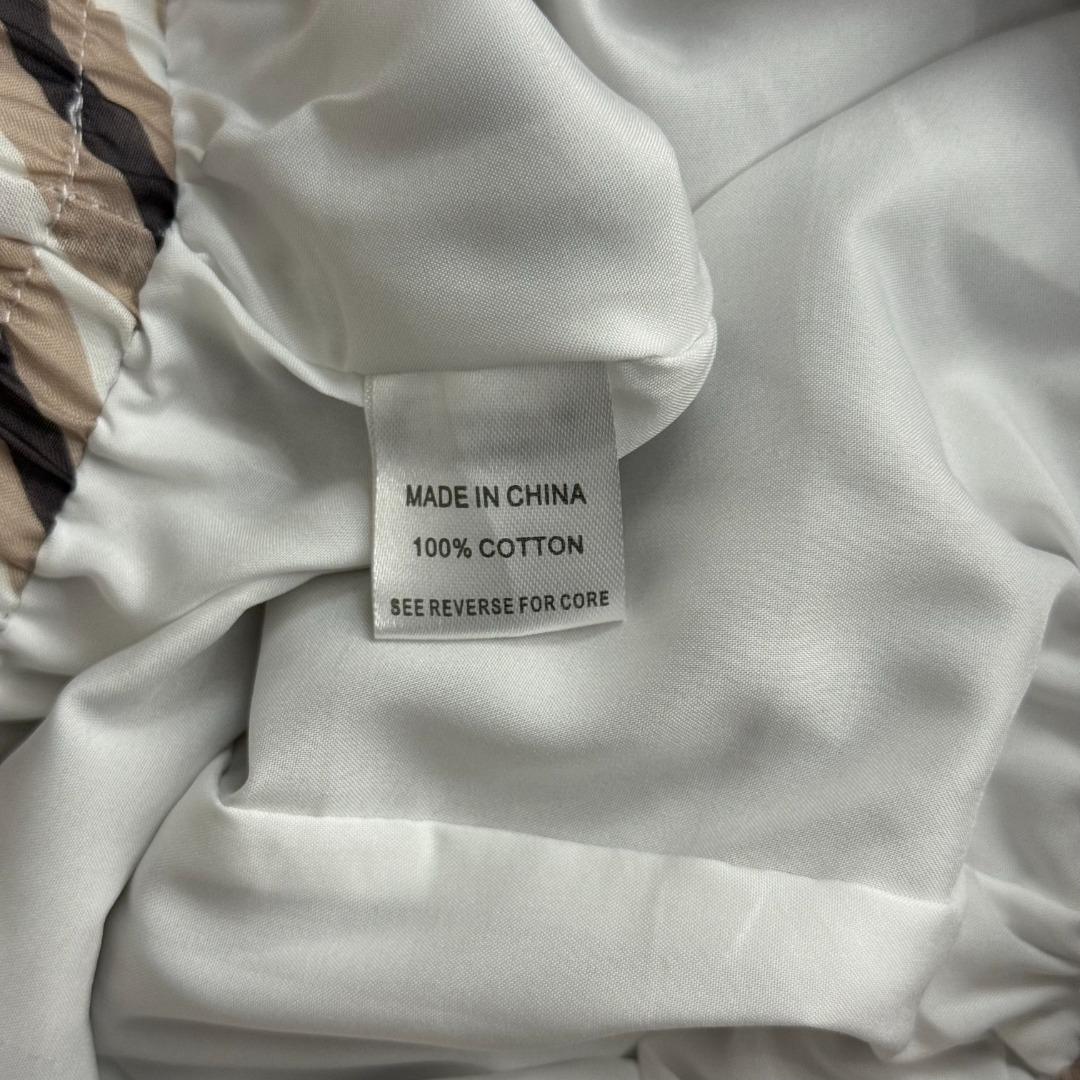 MADE IN CHINA
100% COTTON
SEE REVERSE FOR CORE